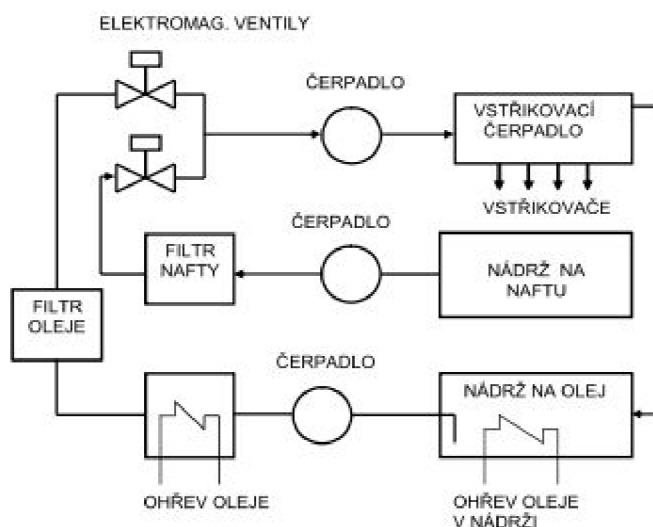 ELEKTROMAG. VENTILY
ČERPADLO
VSTŘIKOVACÍ
ČERPADLO
VSTŘIKOVAČE
ČERPADLO
FILTR
NAFTY
NÁDRŽ NA
NAFTU
FILTR
OLEJE
ČERPADLO
NÁDRŽ NA OLEJ
OHŘEV OLEJE
OHŘEV OLEJE
V NÁDRŽI